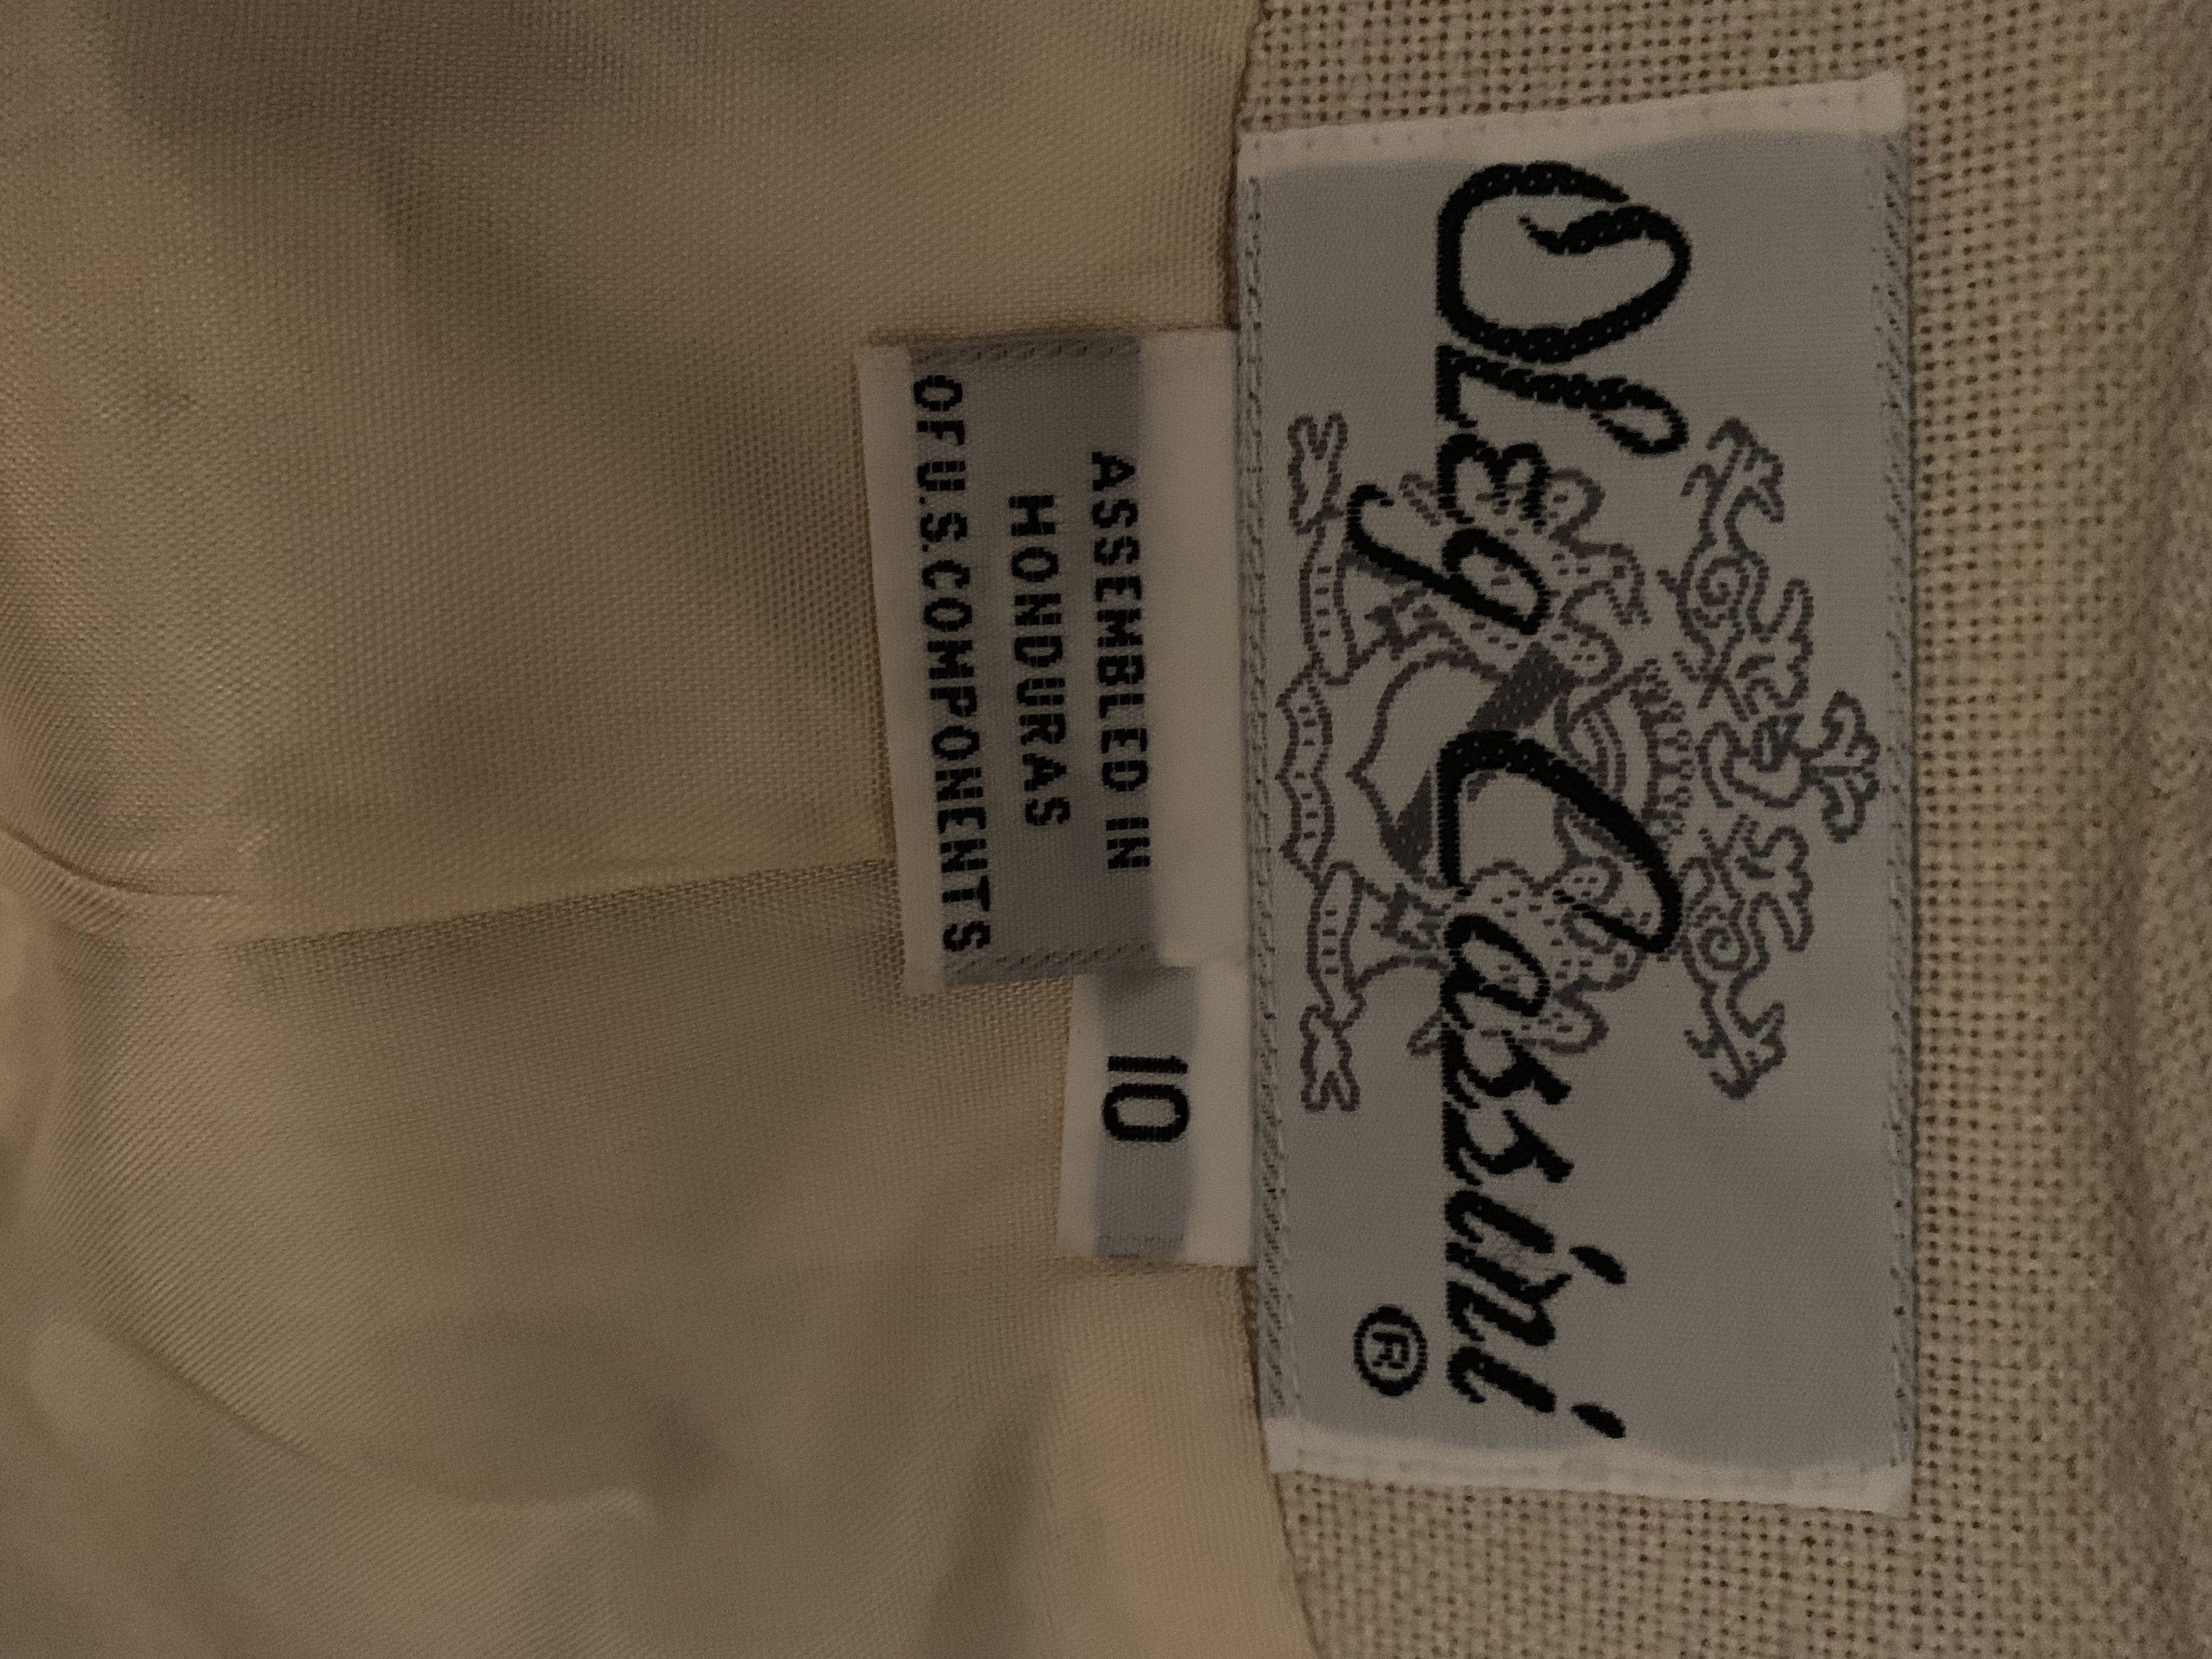 Oleg Cassini
®
ASSEMBLED IN
HONDURAS
OF U.S. COMPONENTS
10